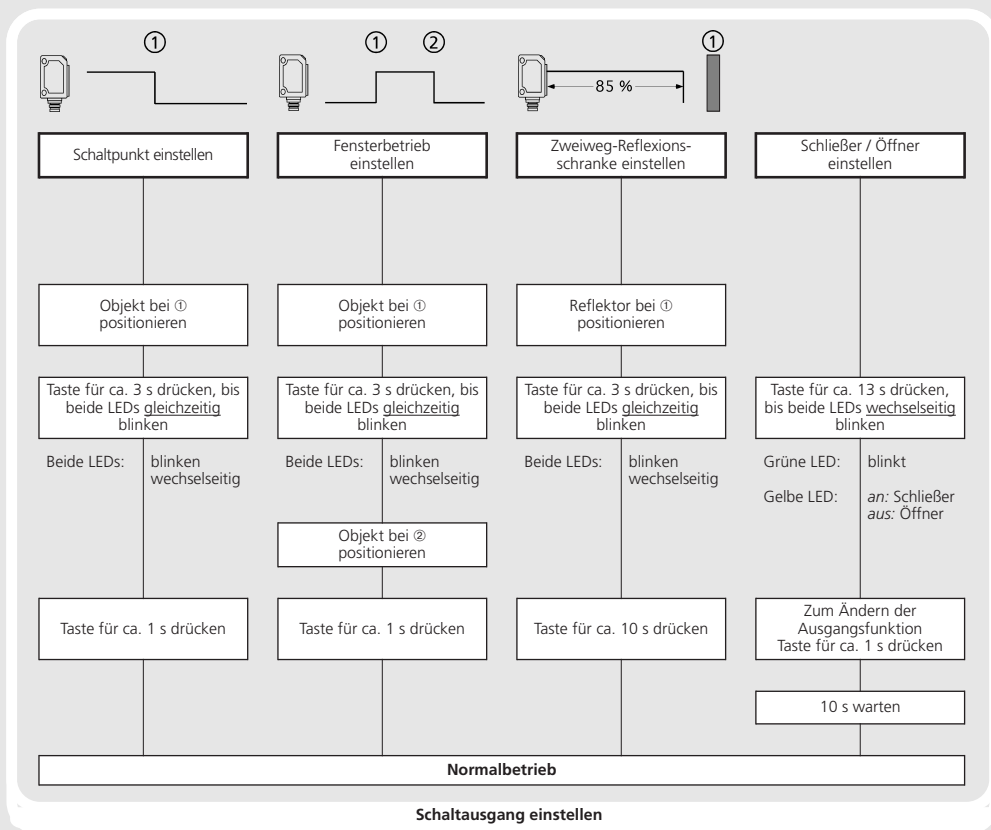 ①
① ②
85 %
①
Schaltpunkt einstellen
Fensterbetrieb
einstellen
Zweiweg-Reflexions-
schranke einstellen
Schließer / Öffner
einstellen
Objekt bei ①
positionieren
Objekt bei ①
positionieren
Reflektor bei ①
positionieren
Taste für ca. 3 s drücken, bis
beide LEDs gleichzeitig
blinken
Taste für ca. 3 s drücken, bis
beide LEDs gleichzeitig
blinken
Taste für ca. 3 s drücken, bis
beide LEDs gleichzeitig
blinken
Taste für ca. 13 s drücken,
bis beide LEDs wechselseitig
blinken
Beide LEDs: blinken
wechselseitig
Beide LEDs: blinken
wechselseitig
Beide LEDs: blinken
wechselseitig
Grüne LED: blinkt
Gelbe LED: an: Schließer
aus: Öffner
Objekt bei ②
positionieren
Taste für ca. 1 s drücken
Taste für ca. 1 s drücken
Taste für ca. 10 s drücken
Zum Ändern der
Ausgangsfunktion
Taste für ca. 1 s drücken
10 s warten
Normalbetrieb
Schaltausgang einstellen